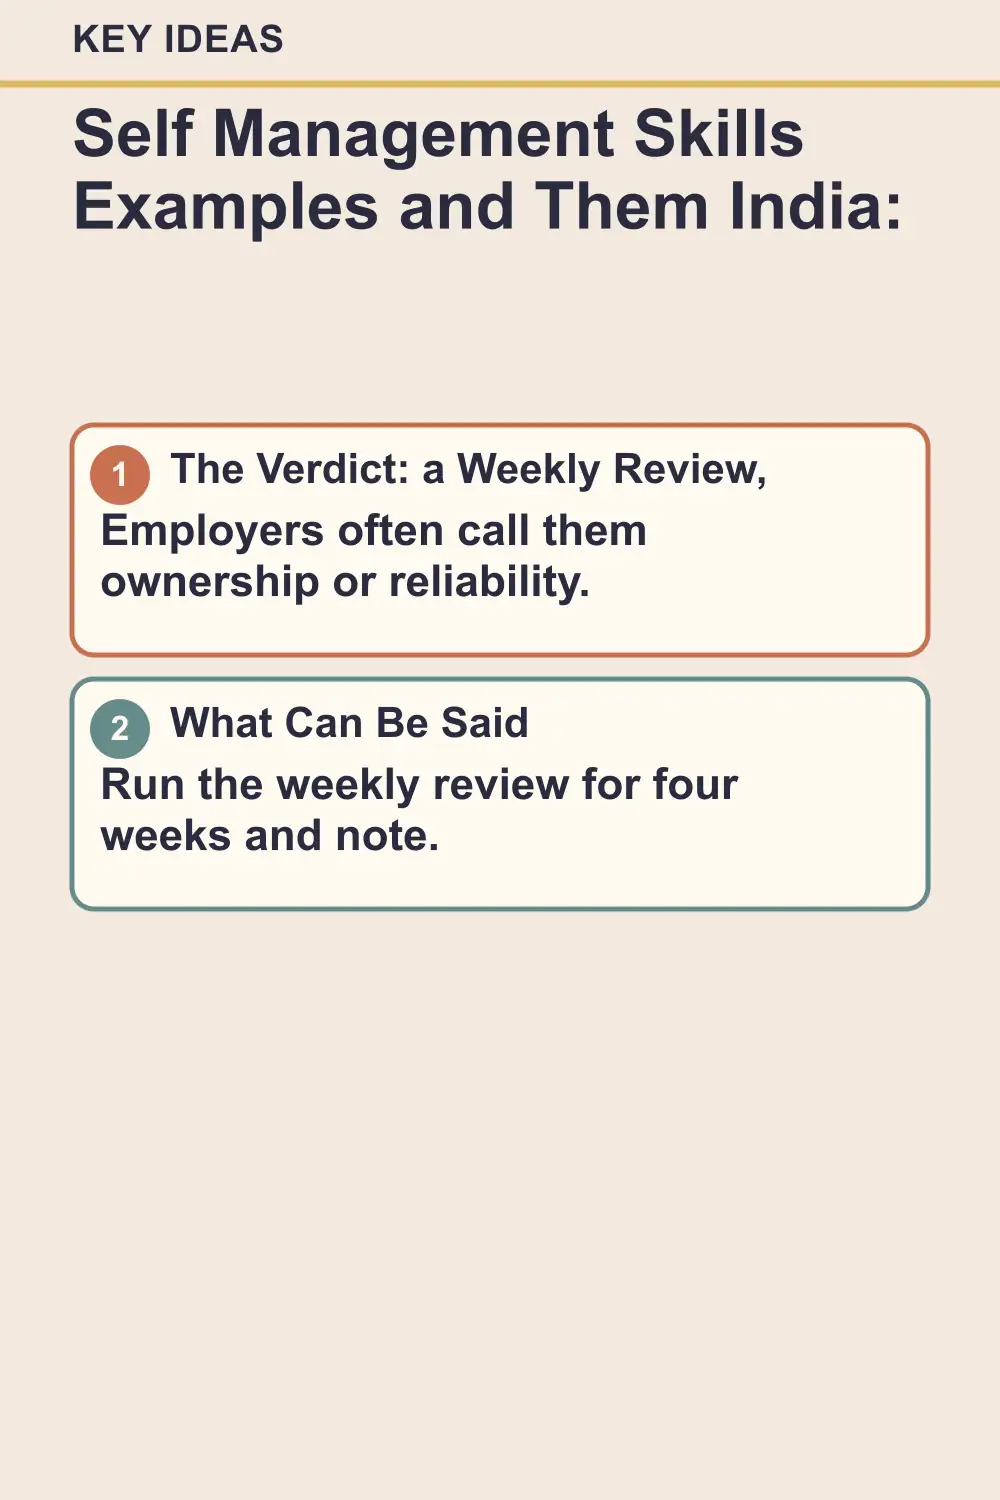 KEY IDEAS
Self Management Skills
Examples and Them India:
1 The Verdict: a Weekly Review,
Employers often call them
ownership or reliability.
2 What Can Be Said
Run the weekly review for four
weeks and note.